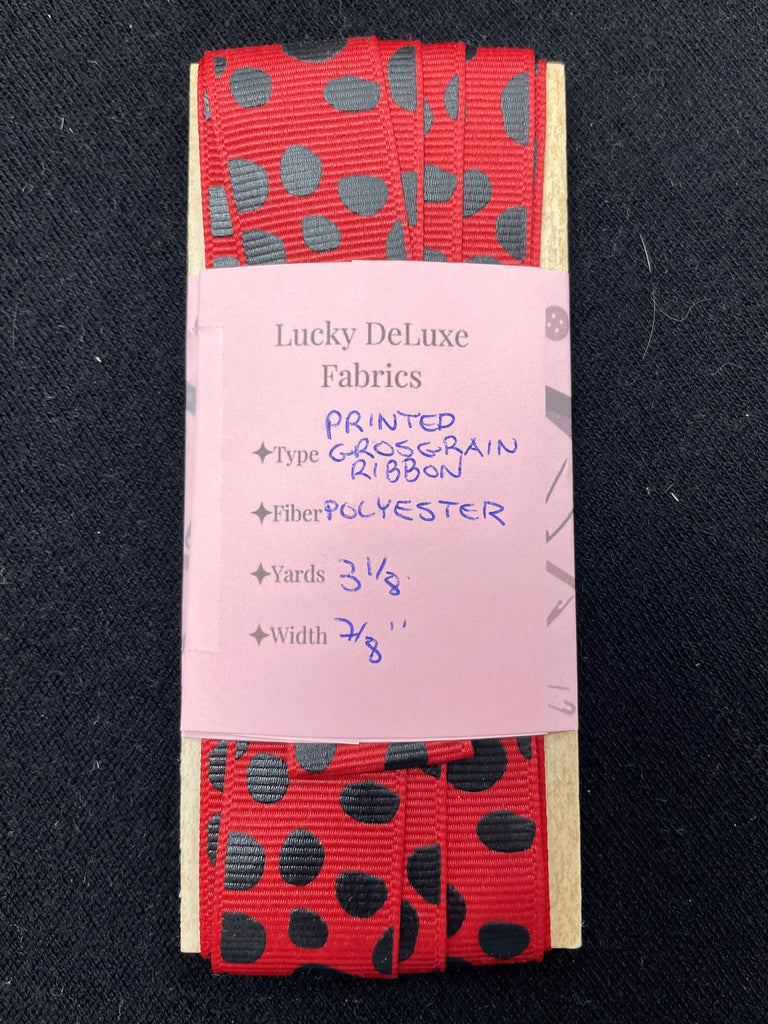 Lucky DeLuxe
Fabrics
PRINTED
✦Type GROSGRAIN
RIBBON
✦Fiber POLYESTER
✦Yards 3 1/8
✦Width 7/8"